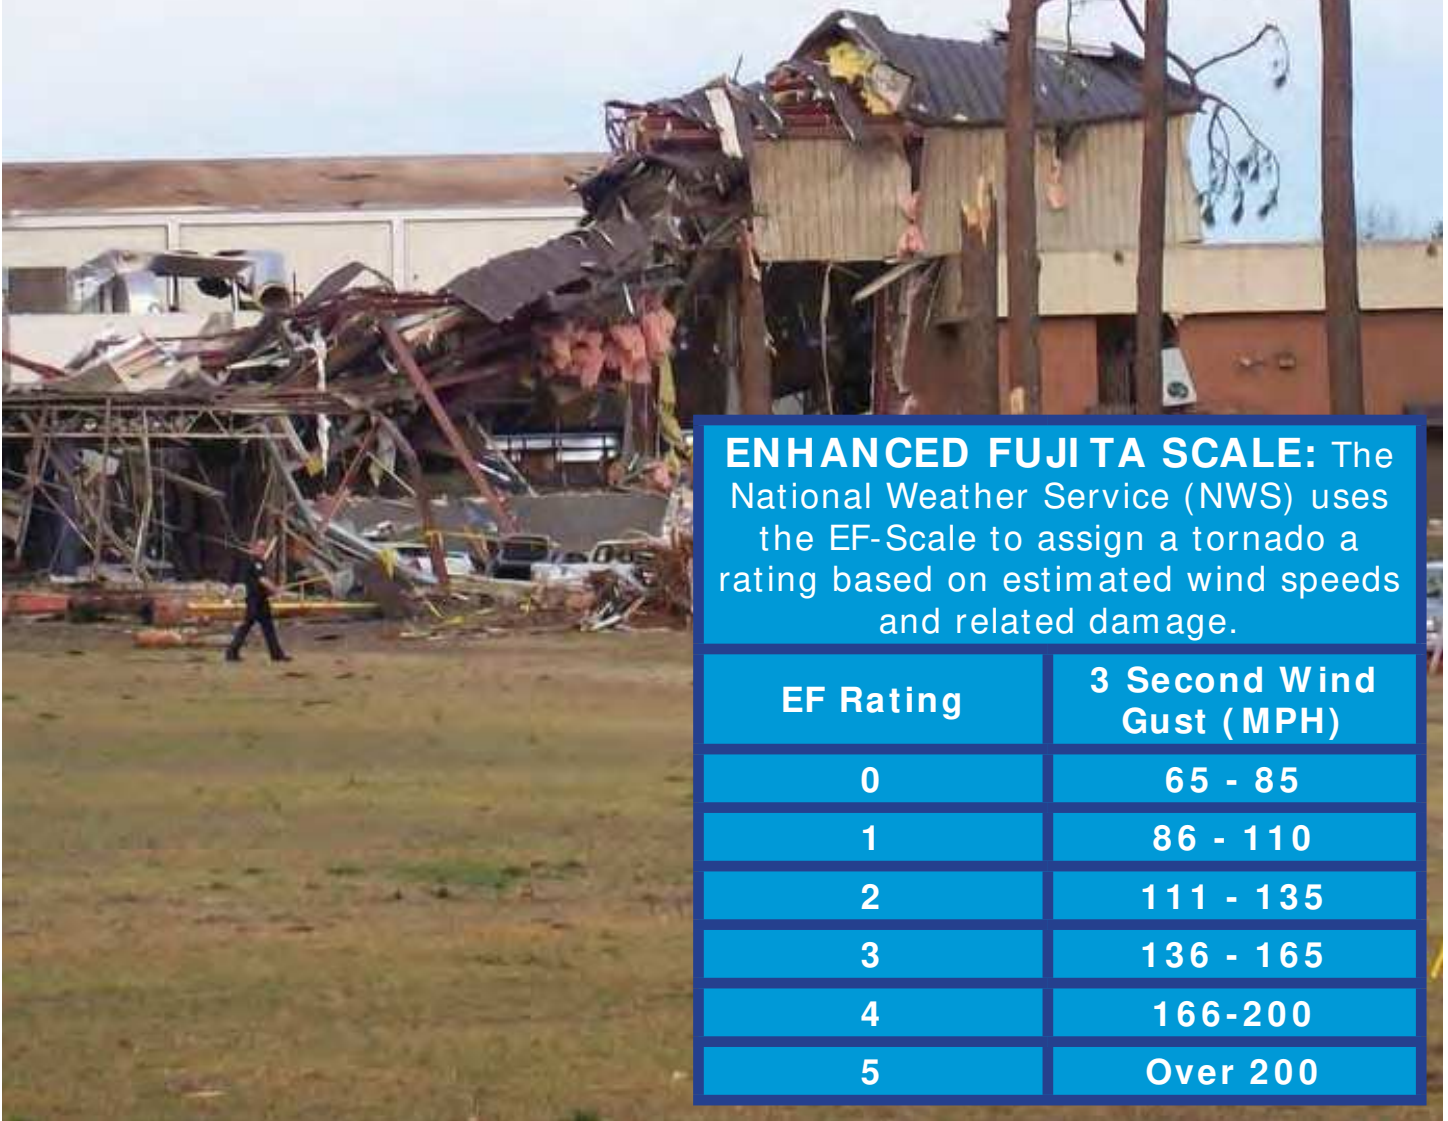 ENHANCED FUJITA SCALE: The
National Weather Service (NWS) uses
the EF-Scale to assign a tornado a
rating based on estimated wind speeds
and related damage.
EF Rating
3 Second Wind
Gust (MPH)
0
65 - 85
1
86 - 110
2
111 - 135
3
136 - 165
4
166-200
5
Over 200